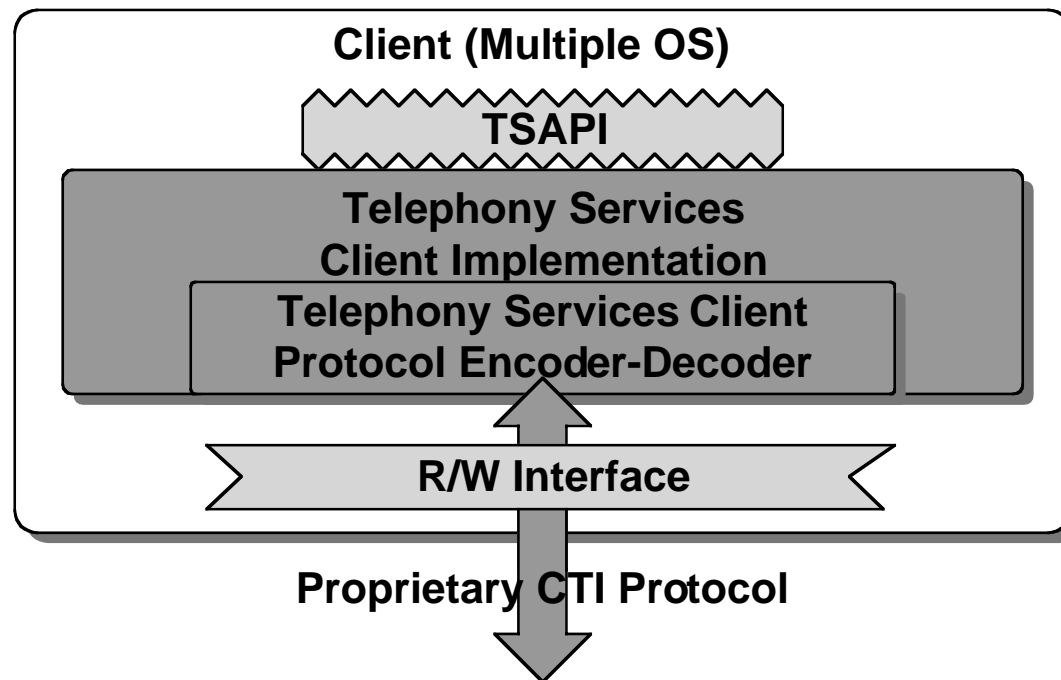 Client (Multiple OS)
TSAPI
Telephony Services
Client Implementation
Telephony Services Client
Protocol Encoder-Decoder
R/W Interface
Proprietary CTI Protocol